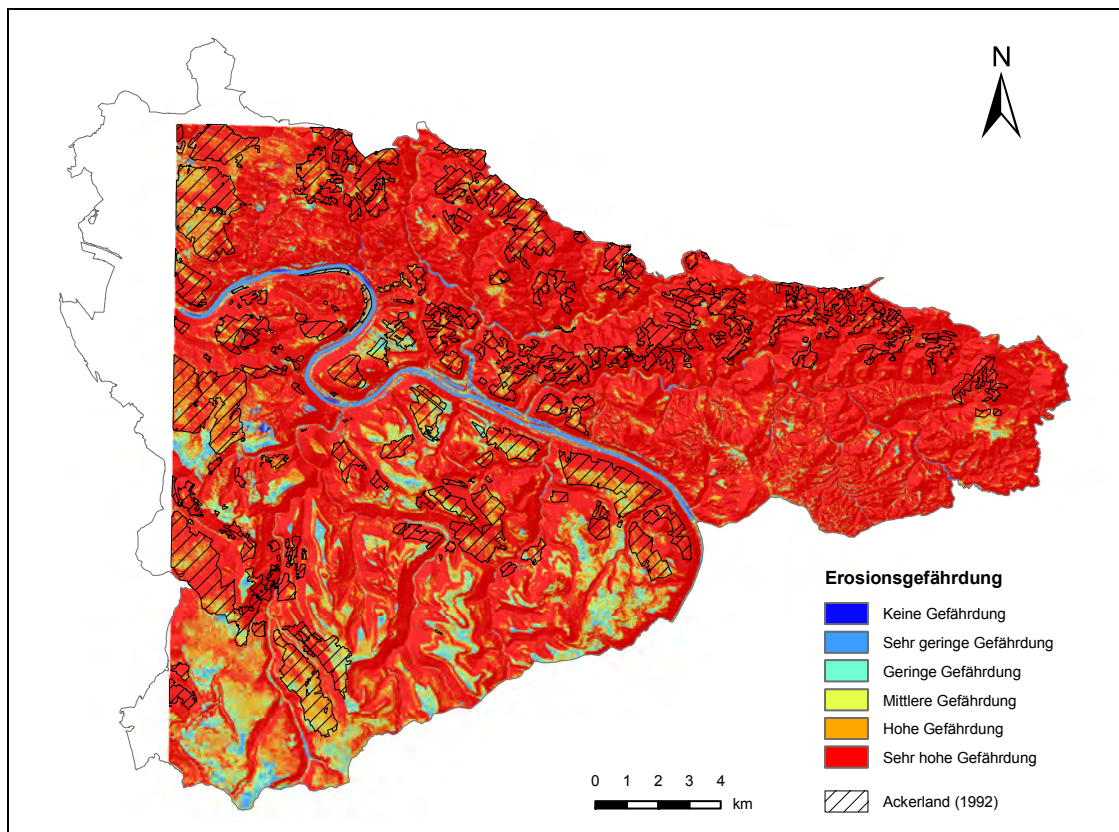 N
Erosionsgefährdung
Keine Gefährdung
Sehr geringe Gefährdung
Geringe Gefährdung
Mittlere Gefährdung
Hohe Gefährdung
Sehr hohe Gefährdung
0 1 2 3 4
km
Ackerland (1992)